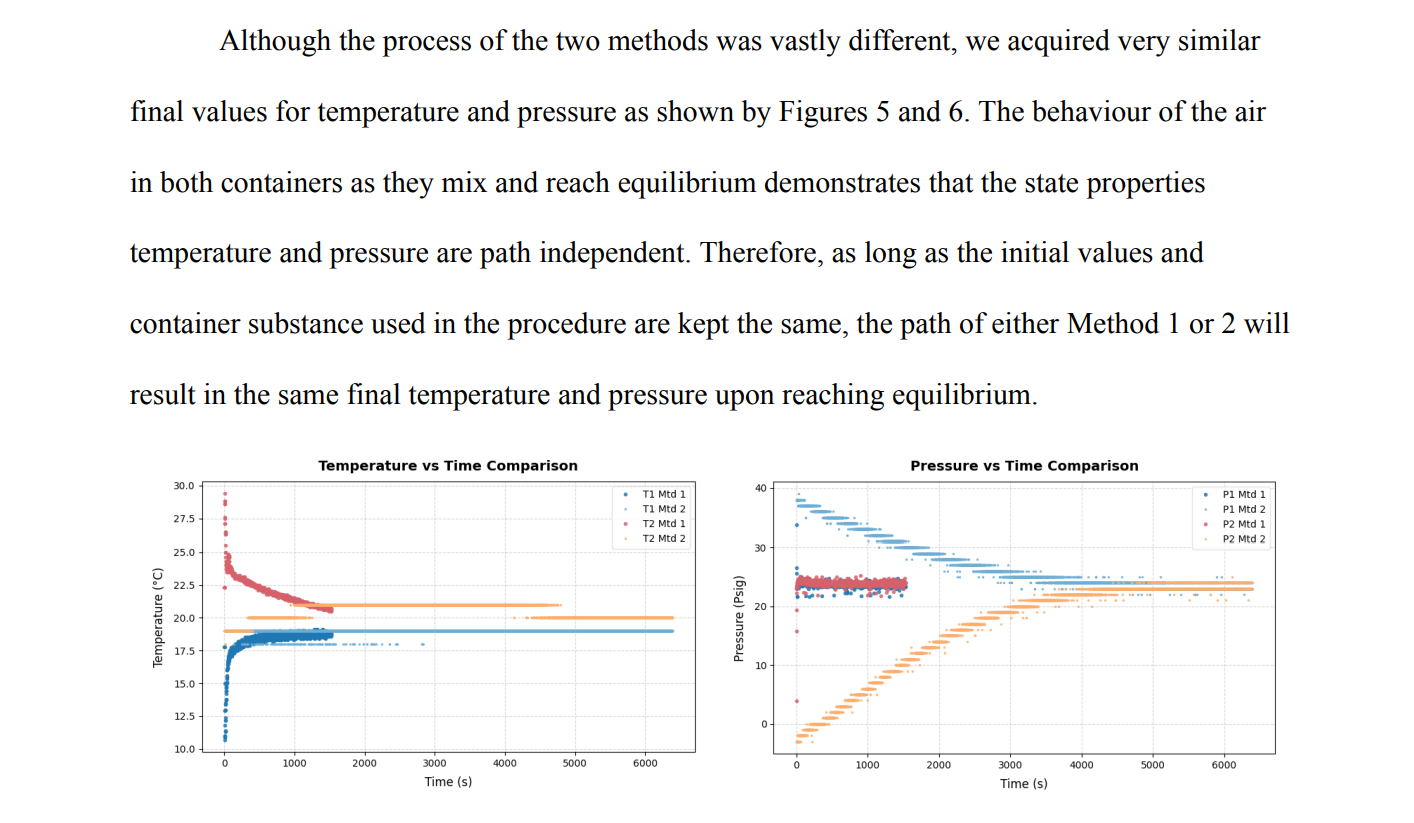 Although the process of the two methods was vastly different, we acquired very similar
final values for temperature and pressure as shown by Figures 5 and 6. The behaviour of the air
in both containers as they mix and reach equilibrium demonstrates that the state properties
temperature and pressure are path independent. Therefore, as long as the initial values and
container substance used in the procedure are kept the same, the path of either Method 1 or 2 will
result in the same final temperature and pressure upon reaching equilibrium.
Temperature vs Time Comparison
30.0
27.5
25.0
22.5
20.0
17.5
15.0
12.5
10.0
Temperature (°C)
T1 Mtd 1
T1 Mtd 2
T2 Mtd 1
T2 Mtd 2
0 1000 2000 3000 4000 5000 6000
Time (s)
Pressure vs Time Comparison
40
30
20
10
0
Pressure (Psig)
P1 Mtd 1
P1 Mtd 2
P2 Mtd 1
P2 Mtd 2
0 1000 2000 3000 4000 5000 6000
Time (s)